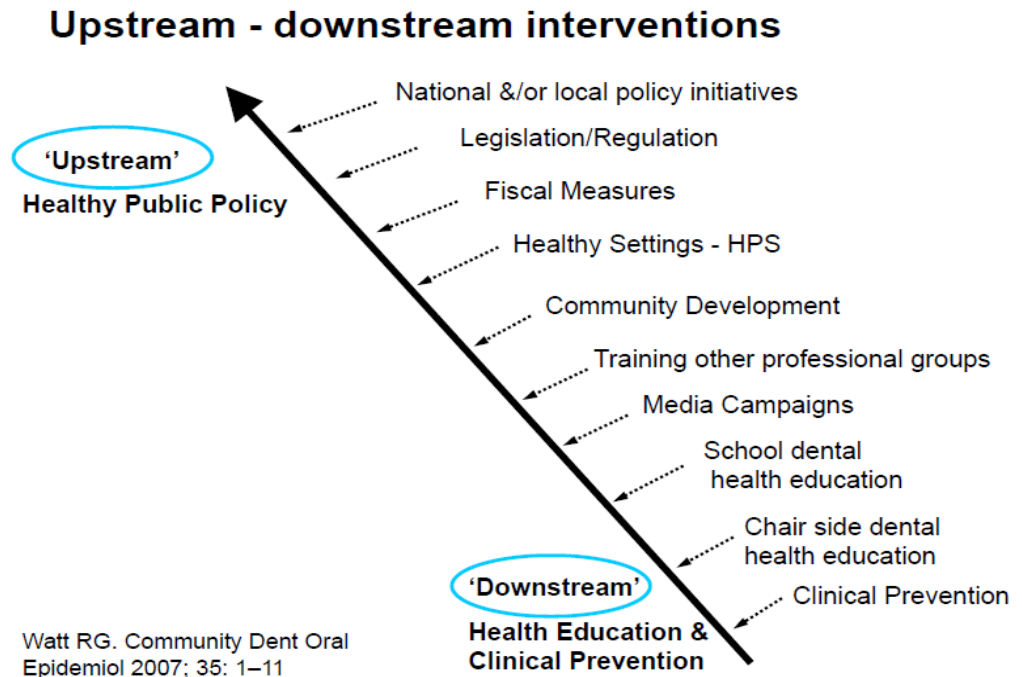 Upstream - downstream interventions
National &/or local policy initiatives
Legislation/Regulation
‘Upstream’
Healthy Public Policy
Fiscal Measures
Healthy Settings - HPS
Community Development
Training other professional groups
Media Campaigns
School dental
health education
Chair side dental
health education
‘Downstream’
Clinical Prevention
Health Education &
Clinical Prevention
Watt RG. Community Dent Oral
Epidemiol 2007; 35: 1–11